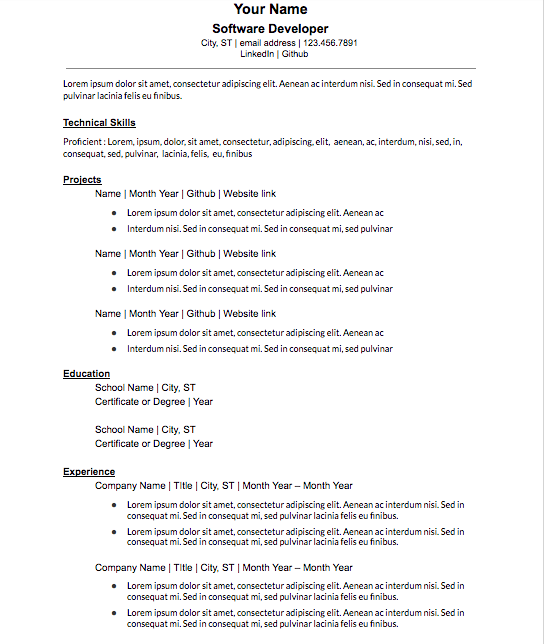 Your Name
Software Developer
City, ST | email address | 123.456.7891
LinkedIn | Github
Lorem ipsum dolor sit amet, consectetur adipiscing elit. Aenean ac interdum nisi. Sed in consequat mi. Sed
pulvinar lacinia felis eu finibus.
Technical Skills
Proficient : Lorem, ipsum, dolor, sit amet, consectetur, adipiscing, elit, aenean, ac, interdum, nisi, sed, in,
consequat, sed, pulvinar, lacinia, felis, eu, finibus
Projects
Name | Month Year | Github | Website link
● Lorem ipsum dolor sit amet, consectetur adipiscing elit. Aenean ac
● Interdum nisi. Sed in consequat mi. Sed in consequat mi, sed pulvinar
Name | Month Year | Github | Website link
● Lorem ipsum dolor sit amet, consectetur adipiscing elit. Aenean ac
● Interdum nisi. Sed in consequat mi. Sed in consequat mi, sed pulvinar
Name | Month Year | Github | Website link
● Lorem ipsum dolor sit amet, consectetur adipiscing elit. Aenean ac
● Interdum nisi. Sed in consequat mi. Sed in consequat mi, sed pulvinar
Education
School Name | City, ST
Certificate or Degree | Year
School Name | City, ST
Certificate or Degree | Year
Experience
Company Name | TItle | City, ST | Month Year – Month Year
● Lorem ipsum dolor sit amet, consectetur adipiscing elit. Aenean ac interdum nisi. Sed in
consequat mi. Sed in consequat mi, sed pulvinar lacinia felis eu finibus.
● Lorem ipsum dolor sit amet, consectetur adipiscing elit. Aenean ac interdum nisi. Sed in
consequat mi. Sed in consequat mi, sed pulvinar lacinia felis eu finibus.
Company Name | TItle | City, ST | Month Year – Month Year
● Lorem ipsum dolor sit amet, consectetur adipiscing elit. Aenean ac interdum nisi. Sed in
consequat mi. Sed in consequat mi, sed pulvinar lacinia felis eu finibus.
● Lorem ipsum dolor sit amet, consectetur adipiscing elit. Aenean ac interdum nisi. Sed in
consequat mi. Sed in consequat mi, sed pulvinar lacinia felis eu finibus.